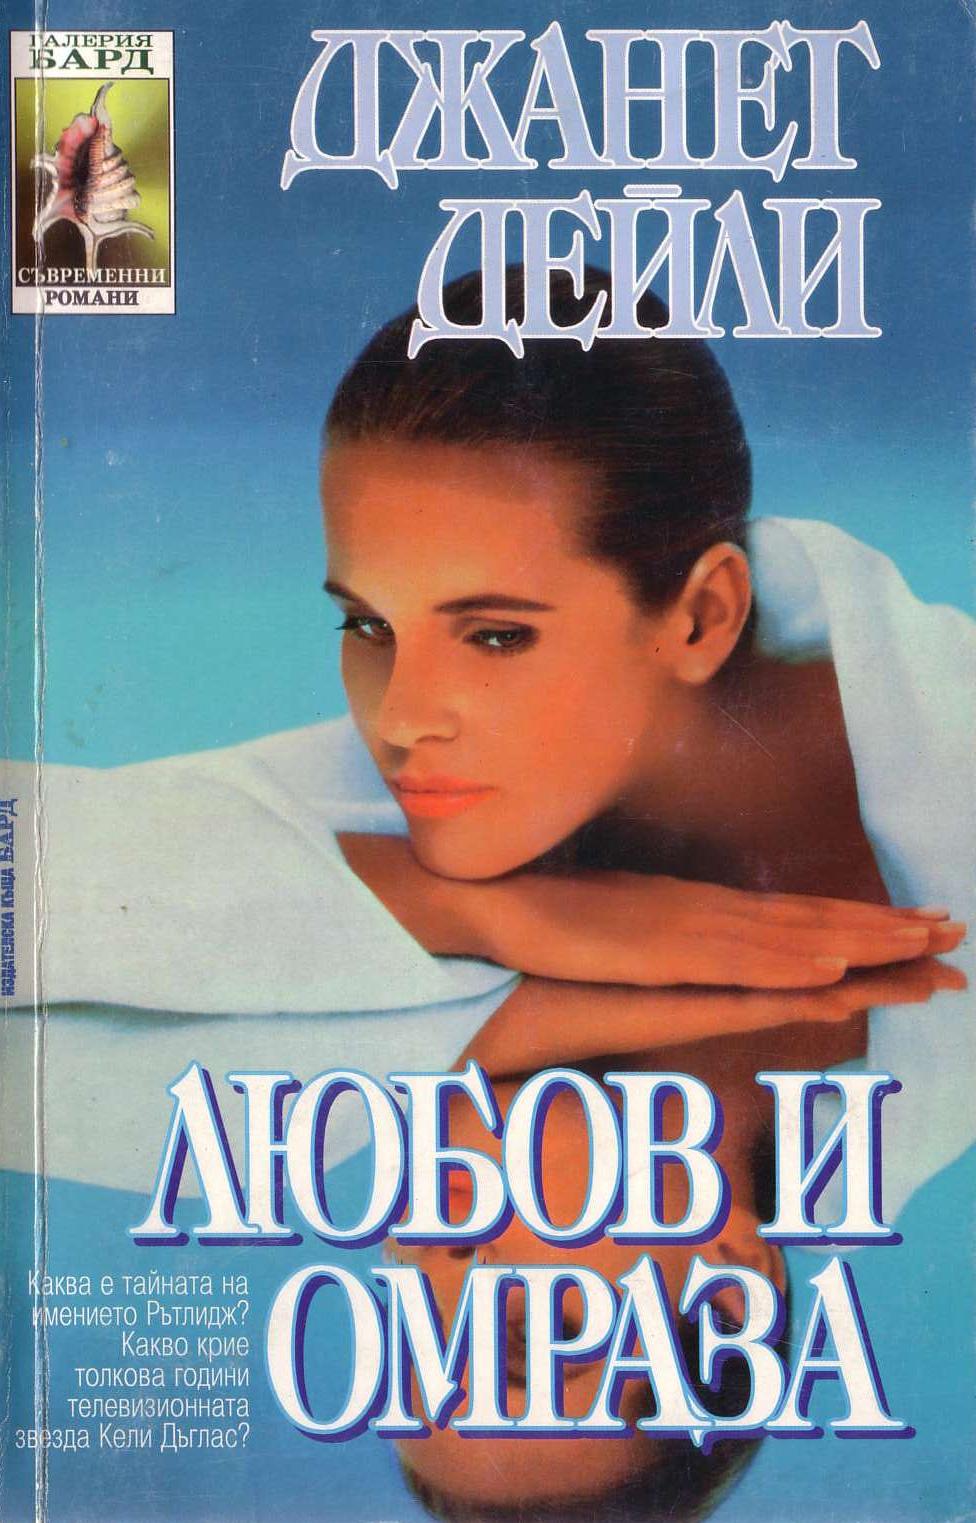 ГАЛЕРИЯ
БАРД
СЪВРЕМЕННИ
РОМАНИ
ДЖАНЕТ
ДЕЙЛИ
ИЗДАТЕЛСКА КЪЩА БАРД
ЛЮБОВ И
ОМРАЗА
Каква е тайната на
имението Рътлидж?
Какво крие
толкова години
телевизионната
звезда Кели Дъглас?